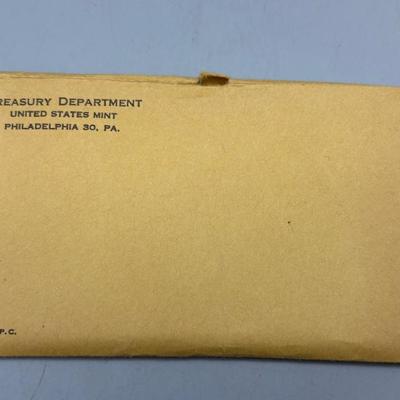 REASURY DEPARTMENT
UNITED STATES MINT
PHILADELPHIA 30, PA.
P.C.